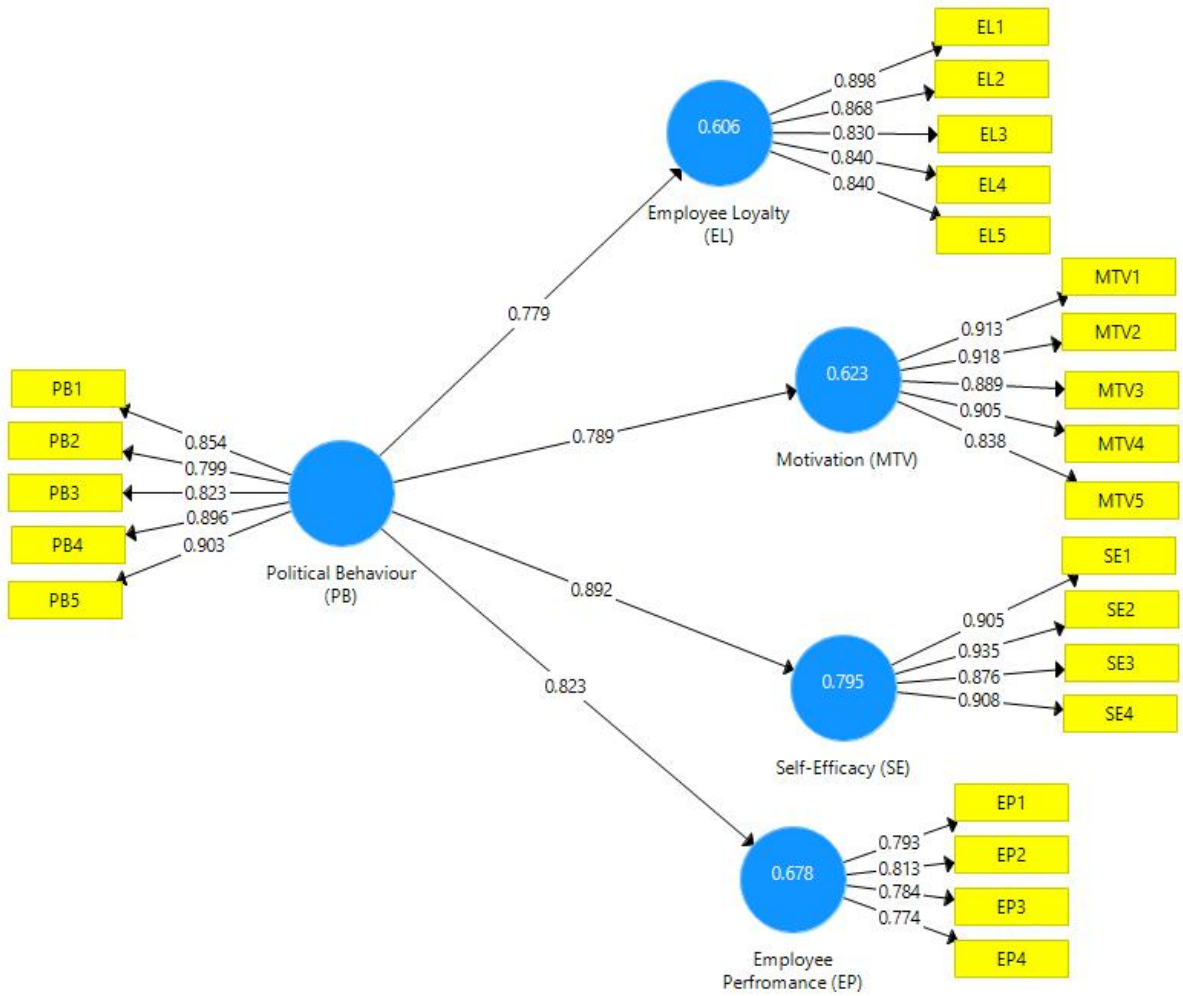 EL1
0.898
EL2
0.868
0.606
0.830
EL3
0.840
EL4
0.840
EL5
Employee Loyalty
(EL)
0.779
MTV1
0.913
MTV2
0.918
0.623
0.889
MTV3
0.905
MTV4
0.838
MTV5
Motivation (MTV)
0.789
PB1
0.854
PB2
0.799
PB3
0.823
PB4
0.896
PB5
0.903
Political Behaviour
(PB)
0.892
SE1
0.905
SE2
0.935
0.795
0.876
SE3
0.908
SE4
Self-Efficacy (SE)
0.823
EP1
0.793
EP2
0.813
0.678
0.784
EP3
0.774
EP4
Employee
Perfromance (EP)